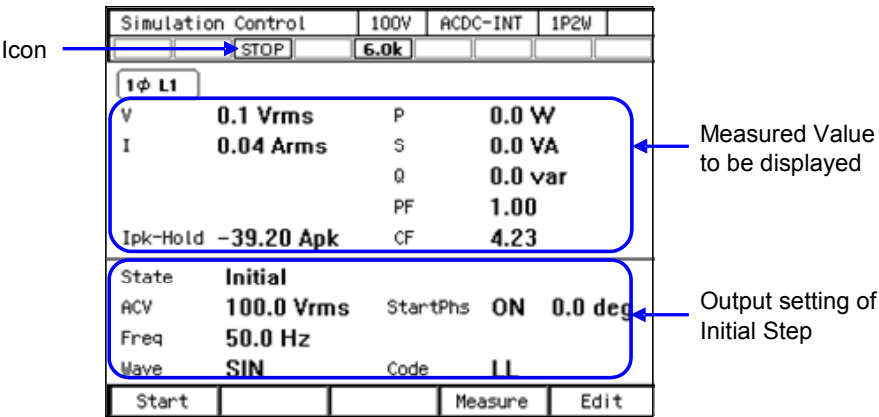 Simulation Control 100V ACDC-INT 1P2W
Icon STOP 6.0k
1ϕ L1
V 0.1 Vrms P 0.0 W
I 0.04 Arms S 0.0 VA
Q 0.0 var
PF 1.00
Ipk-Hold -39.20 Apk CF 4.23
Measured Value
to be displayed
State Initial
ACV 100.0 Vrms StartPhs ON 0.0 deg
Freq 50.0 Hz
Wave SIN Code LL
Output setting of
Initial Step
Start Measure Edit